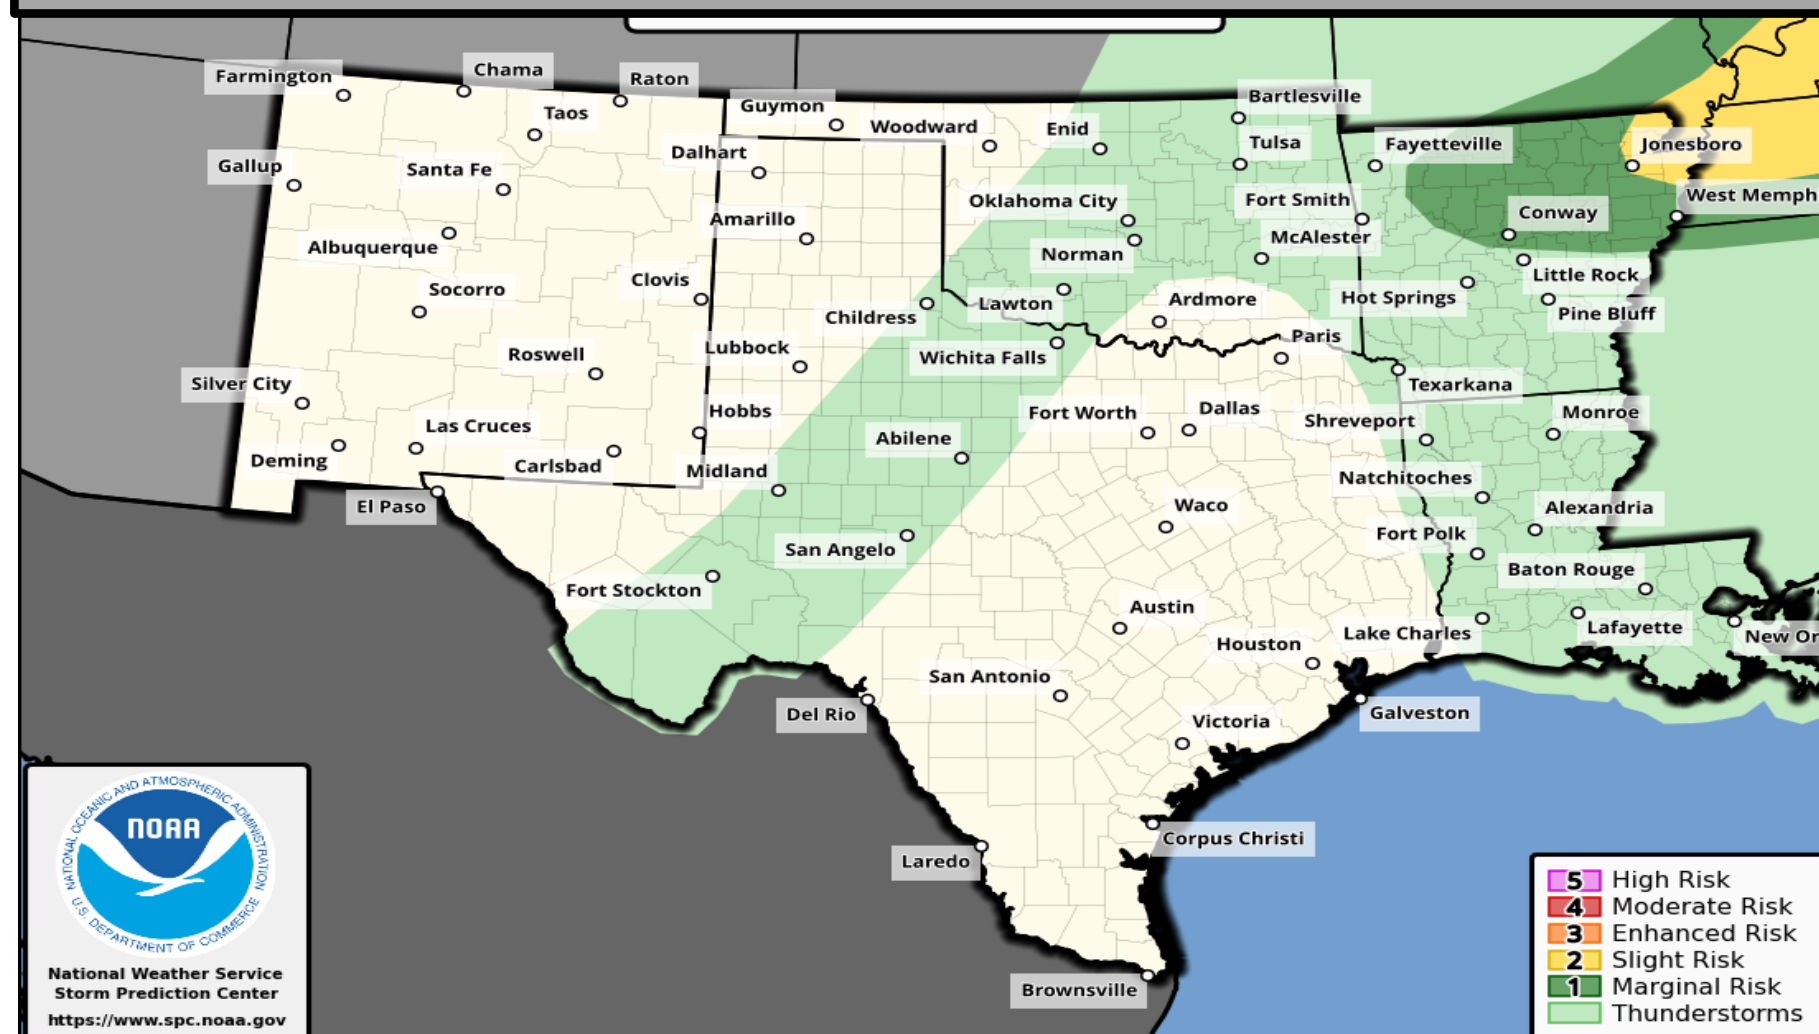 Farmington
Chama
Raton
Taos
Guymon
Woodward
Enid
Bartlesville
Tulsa
Fayetteville
Jonesboro
Gallup
Santa Fe
Dalhart
Oklahoma City
Fort Smith
Conway
West Memph
Albuquerque
Amarillo
Norman
McAlester
Socorro
Clovis
Childress
Lawton
Ardmore
Hot Springs
Little Rock
Pine Bluff
Roswell
Lubbock
Wichita Falls
Paris
Texarkana
Silver City
Las Cruces
Hobbs
Fort Worth
Dallas
Shreveport
Monroe
Deming
Carlsbad
Midland
Abilene
Natchitoches
El Paso
San Angelo
Waco
Fort Polk
Alexandria
Fort Stockton
Austin
Baton Rouge
Houston
Lake Charles
Lafayette
New Or
Del Rio
San Antonio
Victoria
Galveston
Laredo
Corpus Christi
Brownsville
NATIONAL OCEANIC AND ATMOSPHERIC ADMINISTRATION
NOAA
U.S. DEPARTMENT OF COMMERCE
National Weather Service
Storm Prediction Center
https://www.spc.noaa.gov
5 High Risk
4 Moderate Risk
3 Enhanced Risk
2 Slight Risk
1 Marginal Risk
Thunderstorms